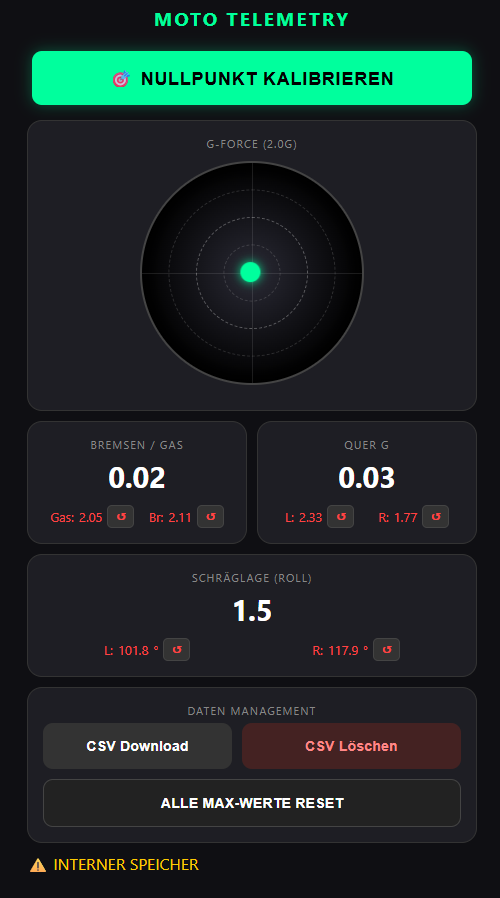 MOTO TELEMETRY
🎯 NULLPUNKT KALIBRIEREN
G-FORCE (2.0G)
BREMSEN / GAS
0.02
Gas: 2.05 ↺ Br: 2.11 ↺
QUER G
0.03
L: 2.33 ↺ R: 1.77 ↺
SCHRÄGLAGE (ROLL)
1.5
L: 101.8 ° ↺ R: 117.9 ° ↺
DATEN MANAGEMENT
CSV Download CSV Löschen
ALLE MAX-WERTE RESET
⚠️ INTERNER SPEICHER